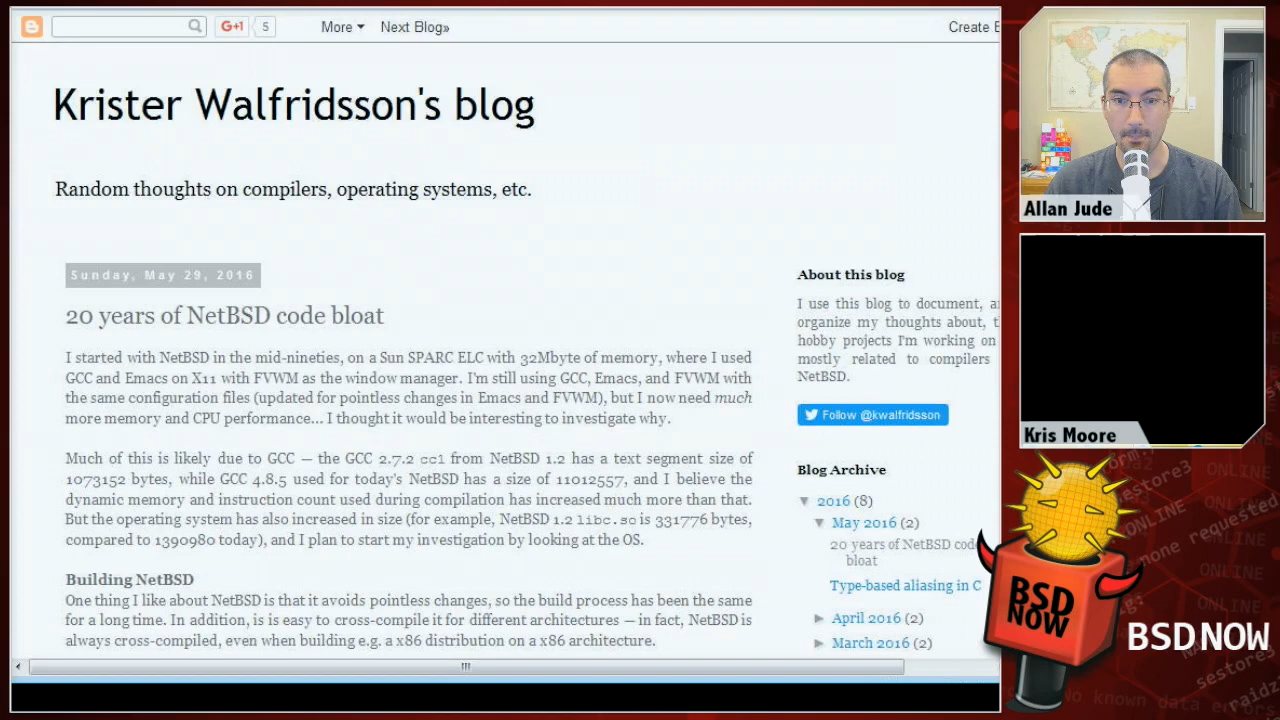 G+1 5 More Next Blog» Create
Krister Walfridsson's blog
Random thoughts on compilers, operating systems, etc.
Sunday, May 29, 2016
20 years of NetBSD code bloat
I started with NetBSD in the mid-nineties, on a Sun SPARC ELC with 32Mbyte of memory, where I used
GCC and Emacs on X11 with FVWM as the window manager. I'm still using GCC, Emacs, and FVWM with
the same configuration files (updated for pointless changes in Emacs and FVWM), but I now need much
more memory and CPU performance... I thought it would be interesting to investigate why.
Much of this is likely due to GCC — the GCC 2.7.2 cc1 from NetBSD 1.2 has a text segment size of
1073152 bytes, while GCC 4.8.5 used for today's NetBSD has a size of 11012557, and I believe the
dynamic memory and instruction count used during compilation has increased much more than that.
But the operating system has also increased in size (for example, NetBSD 1.2 libc.so is 331776 bytes,
compared to 1390980 today), and I plan to start my investigation by looking at the OS.
Building NetBSD
One thing I like about NetBSD is that it avoids pointless changes, so the build process has been the same
for a long time. In addition, is is easy to cross-compile it for different architectures — in fact, NetBSD is
always cross-compiled, even when building e.g. a x86 distribution on a x86 architecture.
About this blog
I use this blog to document,
organize my thoughts about,
hobby projects I'm working on
mostly related to compilers
NetBSD.
Follow @kwalfridsson
Blog Archive
▼ 2016 (8)
▼ May 2016 (2)
20 years of NetBSD code
bloat
Type-based aliasing in C
► April 2016 (2)
► March 2016 (2)
Allan Jude
Kris Moore
BSD
NOW
BSD NOW
ONLINE
ONLINE
ONLINE
ONLINE
none requested
No known data